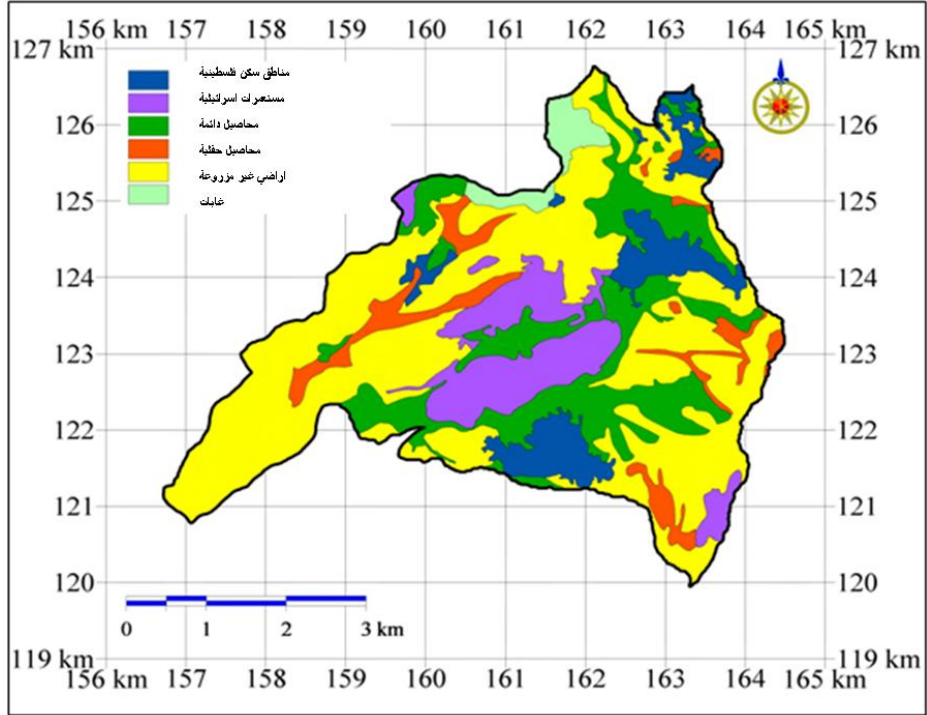 156 km 157 158 159 160 161 162 163 164 165 km
127 km 127 km
مناطق سكن فلسطينية
مستعمرات اسرائيلية
126 126
محاصيل دائمة
محاصيل حقلية
اراضي غير مزروعة
غابات
125 125
124 124
123 123
122 122
121 121
120 120
0 1 2 3 km
119 km 119 km
156 km 157 158 159 160 161 162 163 164 165 km